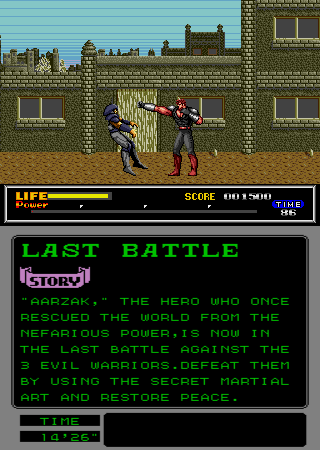 LIFE
SCORE 001500
Power
TIME
86
LAST BATTLE
STORY
"AARZAK," THE HERO WHO ONCE
RESCUED THE WORLD FROM THE
NEFARIOUS POWER,IS NOW IN
THE LAST BATTLE AGAINST THE
3 EVIL WARRIORS.DEFEAT THEM
BY USING THE SECRET MARTIAL
ART AND RESTORE PEACE.
TIME
14'26"